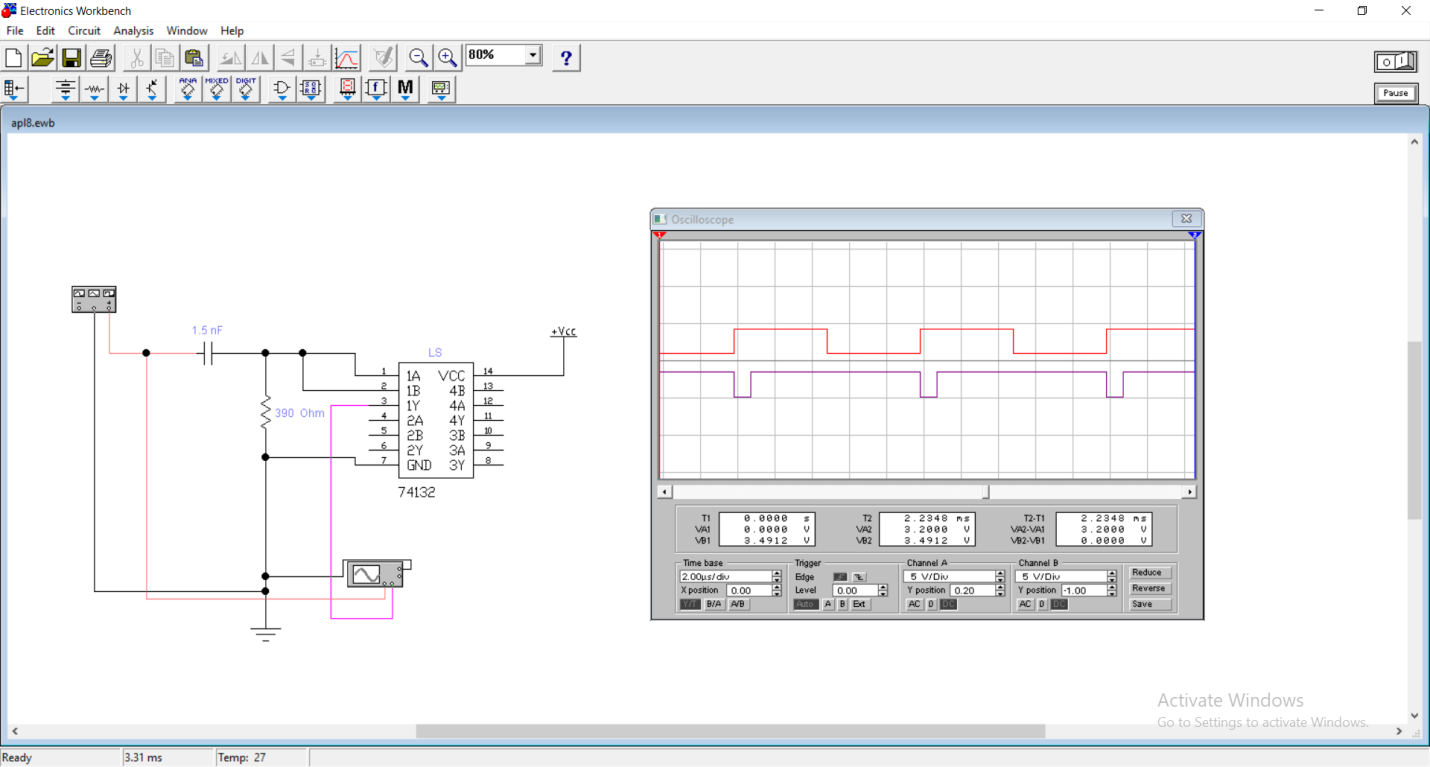 Electronics Workbench
File Edit Circuit Analysis Window Help
80%
?
ANA MIXED DIGIT
M
Pause
apl8.ewb
Oscilloscope
1.5 nF
+Vcc
LS
390 Ohm
1 1A VCC 14
2 1B 4B 13
3 1Y 4A 12
4 2A 4Y 11
5 2B 3B 10
6 2Y 3A 9
7 GND 3Y 8
74132
T1 0.0000 s T2 2.2348 ms T2-T1 2.2348 ms
VA1 0.0000 V VA2 3.2000 V VA2-VA1 3.2000 V
VB1 3.4912 V VB2 3.4912 V VB2-VB1 0.0000 V
Time base Trigger Channel A Channel B
2.00µs/div Edge 5 V/Div 5 V/Div Reduce
X position 0.00 Level 0.00 Y position 0.20 Y position -1.00 Reverse
Y/T B/A A/B Auto A B Ext AC 0 DC AC 0 DC Save
Activate Windows
Go to Settings to activate Windows.
Ready 3.31 ms Temp: 27